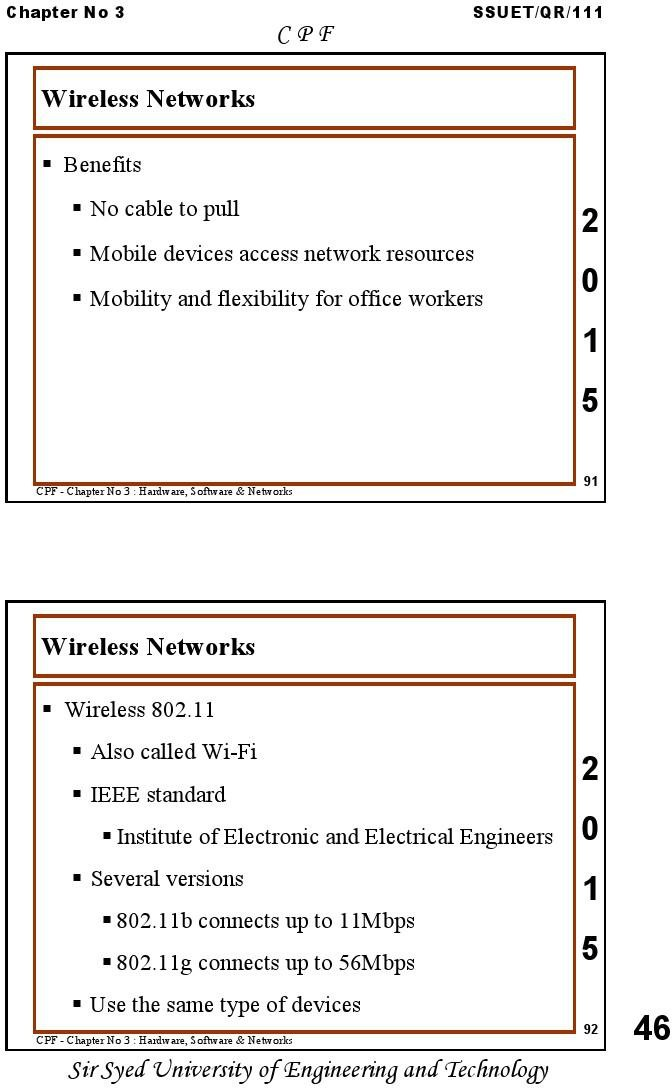 Chapter No 3 SSUET/QR/111
C P F
Wireless Networks
▪ Benefits
▪ No cable to pull
▪ Mobile devices access network resources
▪ Mobility and flexibility for office workers
2
0
1
5
91
CPF - Chapter No 3 : Hardware, Software & Networks
Wireless Networks
▪ Wireless 802.11
▪ Also called Wi-Fi
▪ IEEE standard
▪ Institute of Electronic and Electrical Engineers
▪ Several versions
▪ 802.11b connects up to 11Mbps
▪ 802.11g connects up to 56Mbps
▪ Use the same type of devices
2
0
1
5
92
CPF - Chapter No 3 : Hardware, Software & Networks
46
Sir Syed University of Engineering and Technology